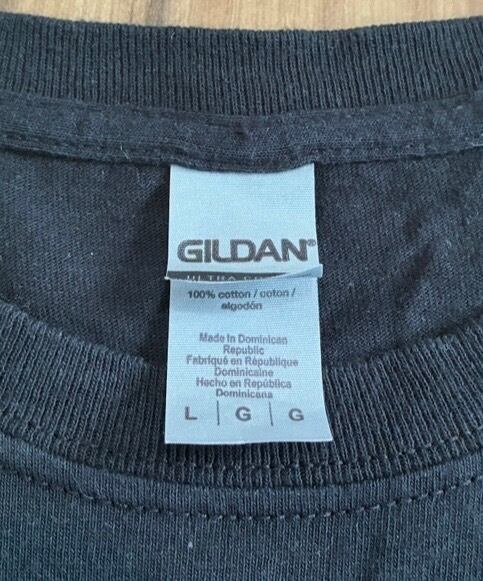 GILDAN®
100% cotton / coton /
algodón
Made in Dominican
Republic
Fabriqué en République
Dominicaine
Hecho en República
Dominicana
L | G | G